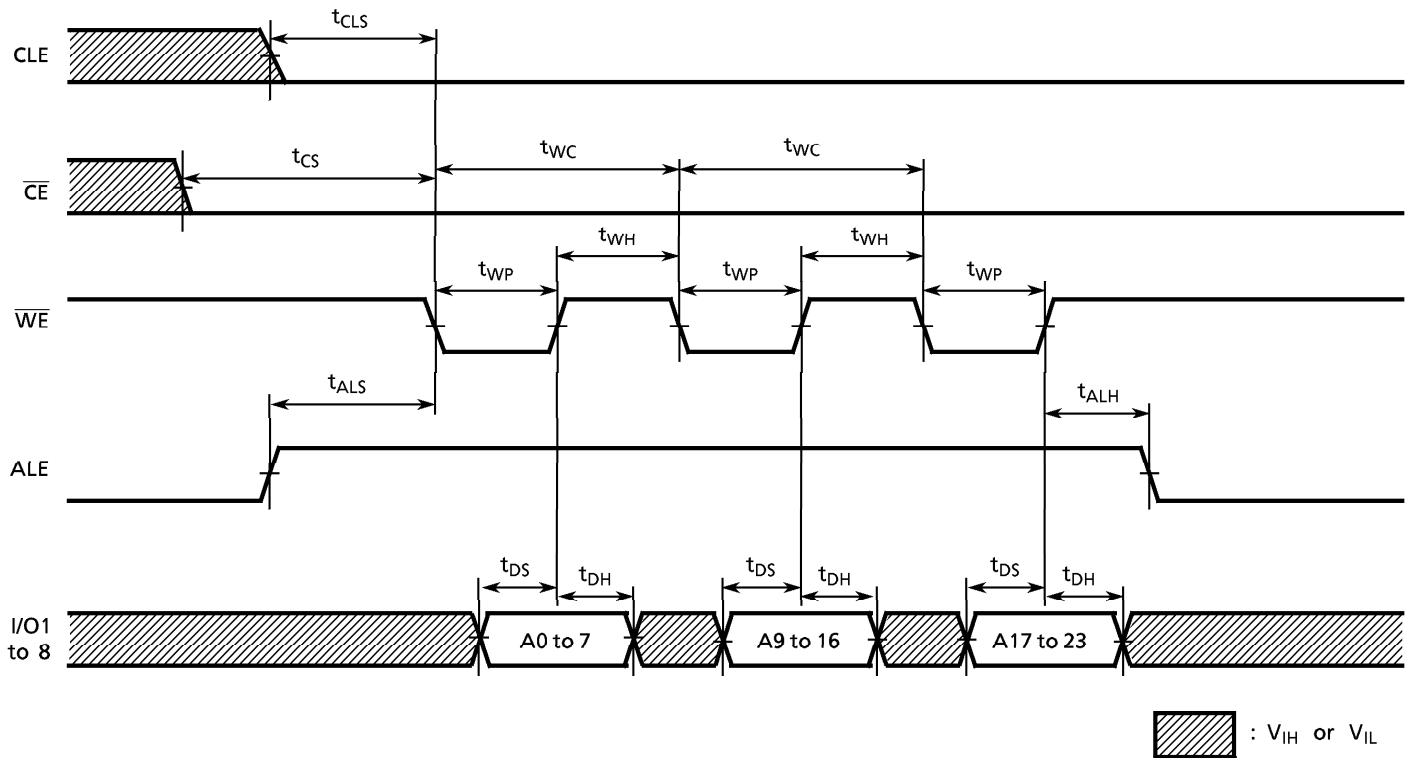 tCLS
CLE
tCS
tWC
tWC
CE
tWH
tWH
tWP
tWP
tWP
WE
tALS
tALH
ALE
tDS
tDH
tDS
tDH
tDS
tDH
I/O1
to 8
A0 to 7
A9 to 16
A17 to 23
: VIH or VIL